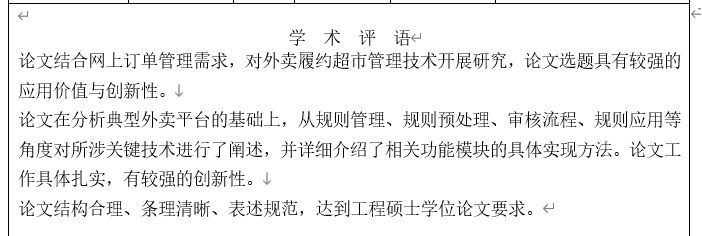 学 术 评 语
论文结合网上订单管理需求，对外卖履约超市管理技术开展研究，论文选题具有较强的
应用价值与创新性。
论文在分析典型外卖平台的基础上，从规则管理、规则预处理、审核流程、规则应用等
角度对所涉关键技术进行了阐述，并详细介绍了相关功能模块的具体实现方法。论文工
作具体扎实，有较强的创新性。
论文结构合理、条理清晰、表述规范，达到工程硕士学位论文要求。